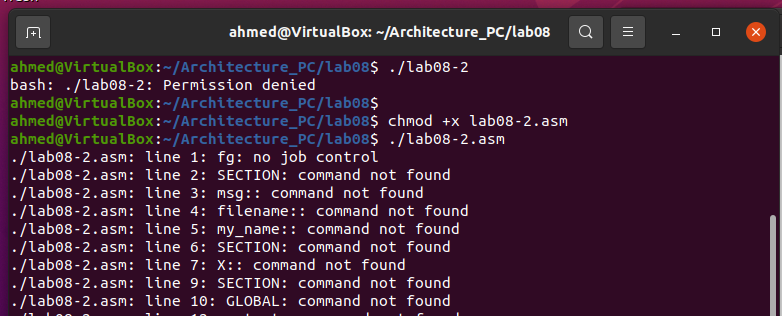 ahmed@VirtualBox: ~/Architecture_PC/lab08
ahmed@VirtualBox:~/Architecture_PC/lab08$ ./lab08-2
bash: ./lab08-2: Permission denied
ahmed@VirtualBox:~/Architecture_PC/lab08$
ahmed@VirtualBox:~/Architecture_PC/lab08$ chmod +x lab08-2.asm
ahmed@VirtualBox:~/Architecture_PC/lab08$ ./lab08-2.asm
./lab08-2.asm: line 1: fg: no job control
./lab08-2.asm: line 2: SECTION: command not found
./lab08-2.asm: line 3: msg:: command not found
./lab08-2.asm: line 4: filename:: command not found
./lab08-2.asm: line 5: my_name:: command not found
./lab08-2.asm: line 6: SECTION: command not found
./lab08-2.asm: line 7: X:: command not found
./lab08-2.asm: line 9: SECTION: command not found
./lab08-2.asm: line 10: GLOBAL: command not found